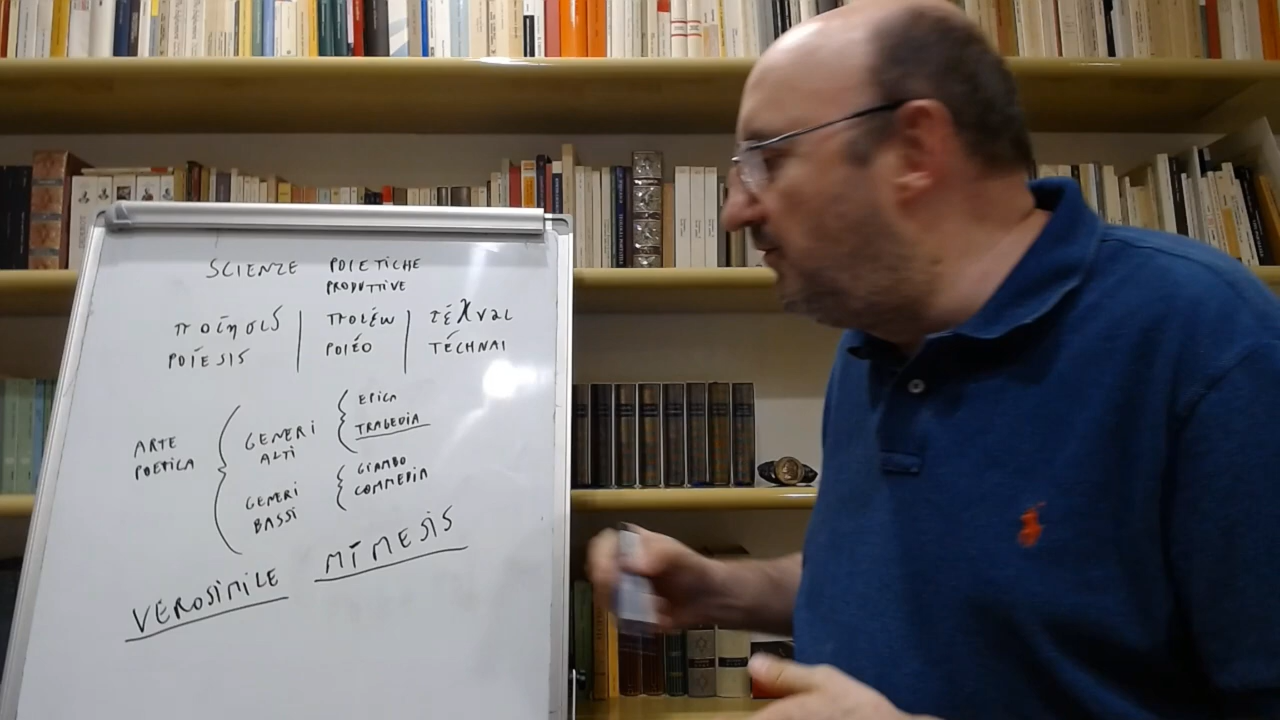 SCIENZE POIETICHE
PRODUTTIVE
ποίησις | ποιέω | τέχναι
POÍESIS | POIÉO | TÉCHNAI
ARTE
POETICA
GENERI
ALTI
EPICA
TRAGEDIA
GENERI
BASSI
GIAMBO
COMMEDIA
VEROSIMILE
MÍMESIS